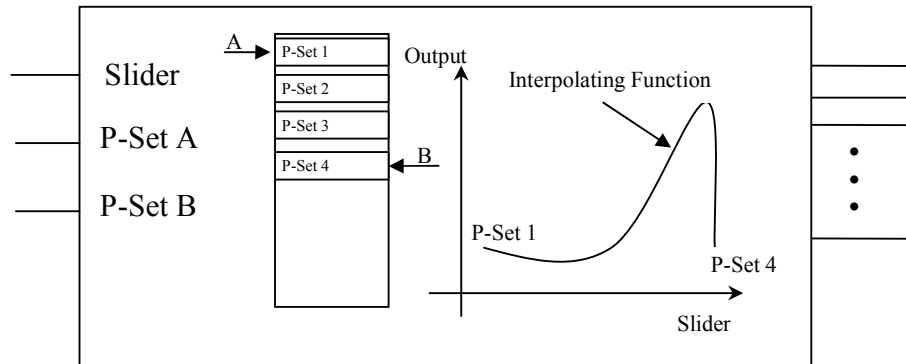 Slider
P-Set A
P-Set B
A
P-Set 1
P-Set 2
P-Set 3
P-Set 4
B
Output
Interpolating Function
P-Set 1
P-Set 4
Slider